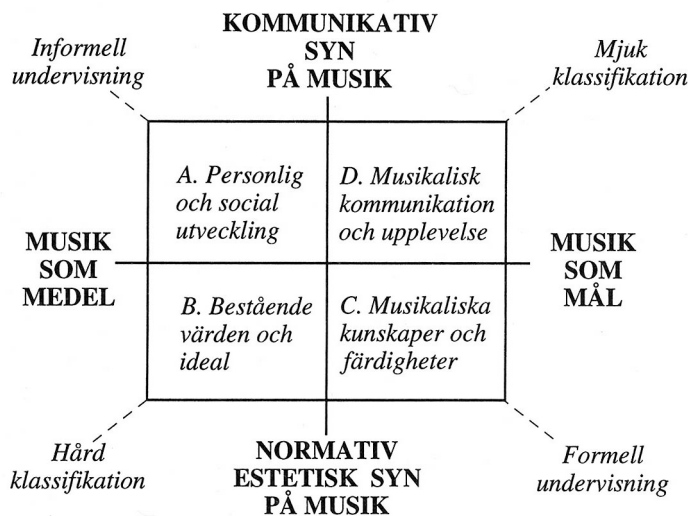 KOMMUNIKATIV
SYN
PÅ MUSIK
Informell
undervisning
Mjuk
klassifikation
A. Personlig
och social
utveckling
D. Musikalisk
kommunikation
och upplevelse
MUSIK
SOM
MEDEL
MUSIK
SOM
MÅL
B. Bestående
värden och
ideal
C. Musikaliska
kunskaper och
färdigheter
Hård
klassifikation
NORMATIV
ESTETISK SYN
PÅ MUSIK
Formell
undervisning